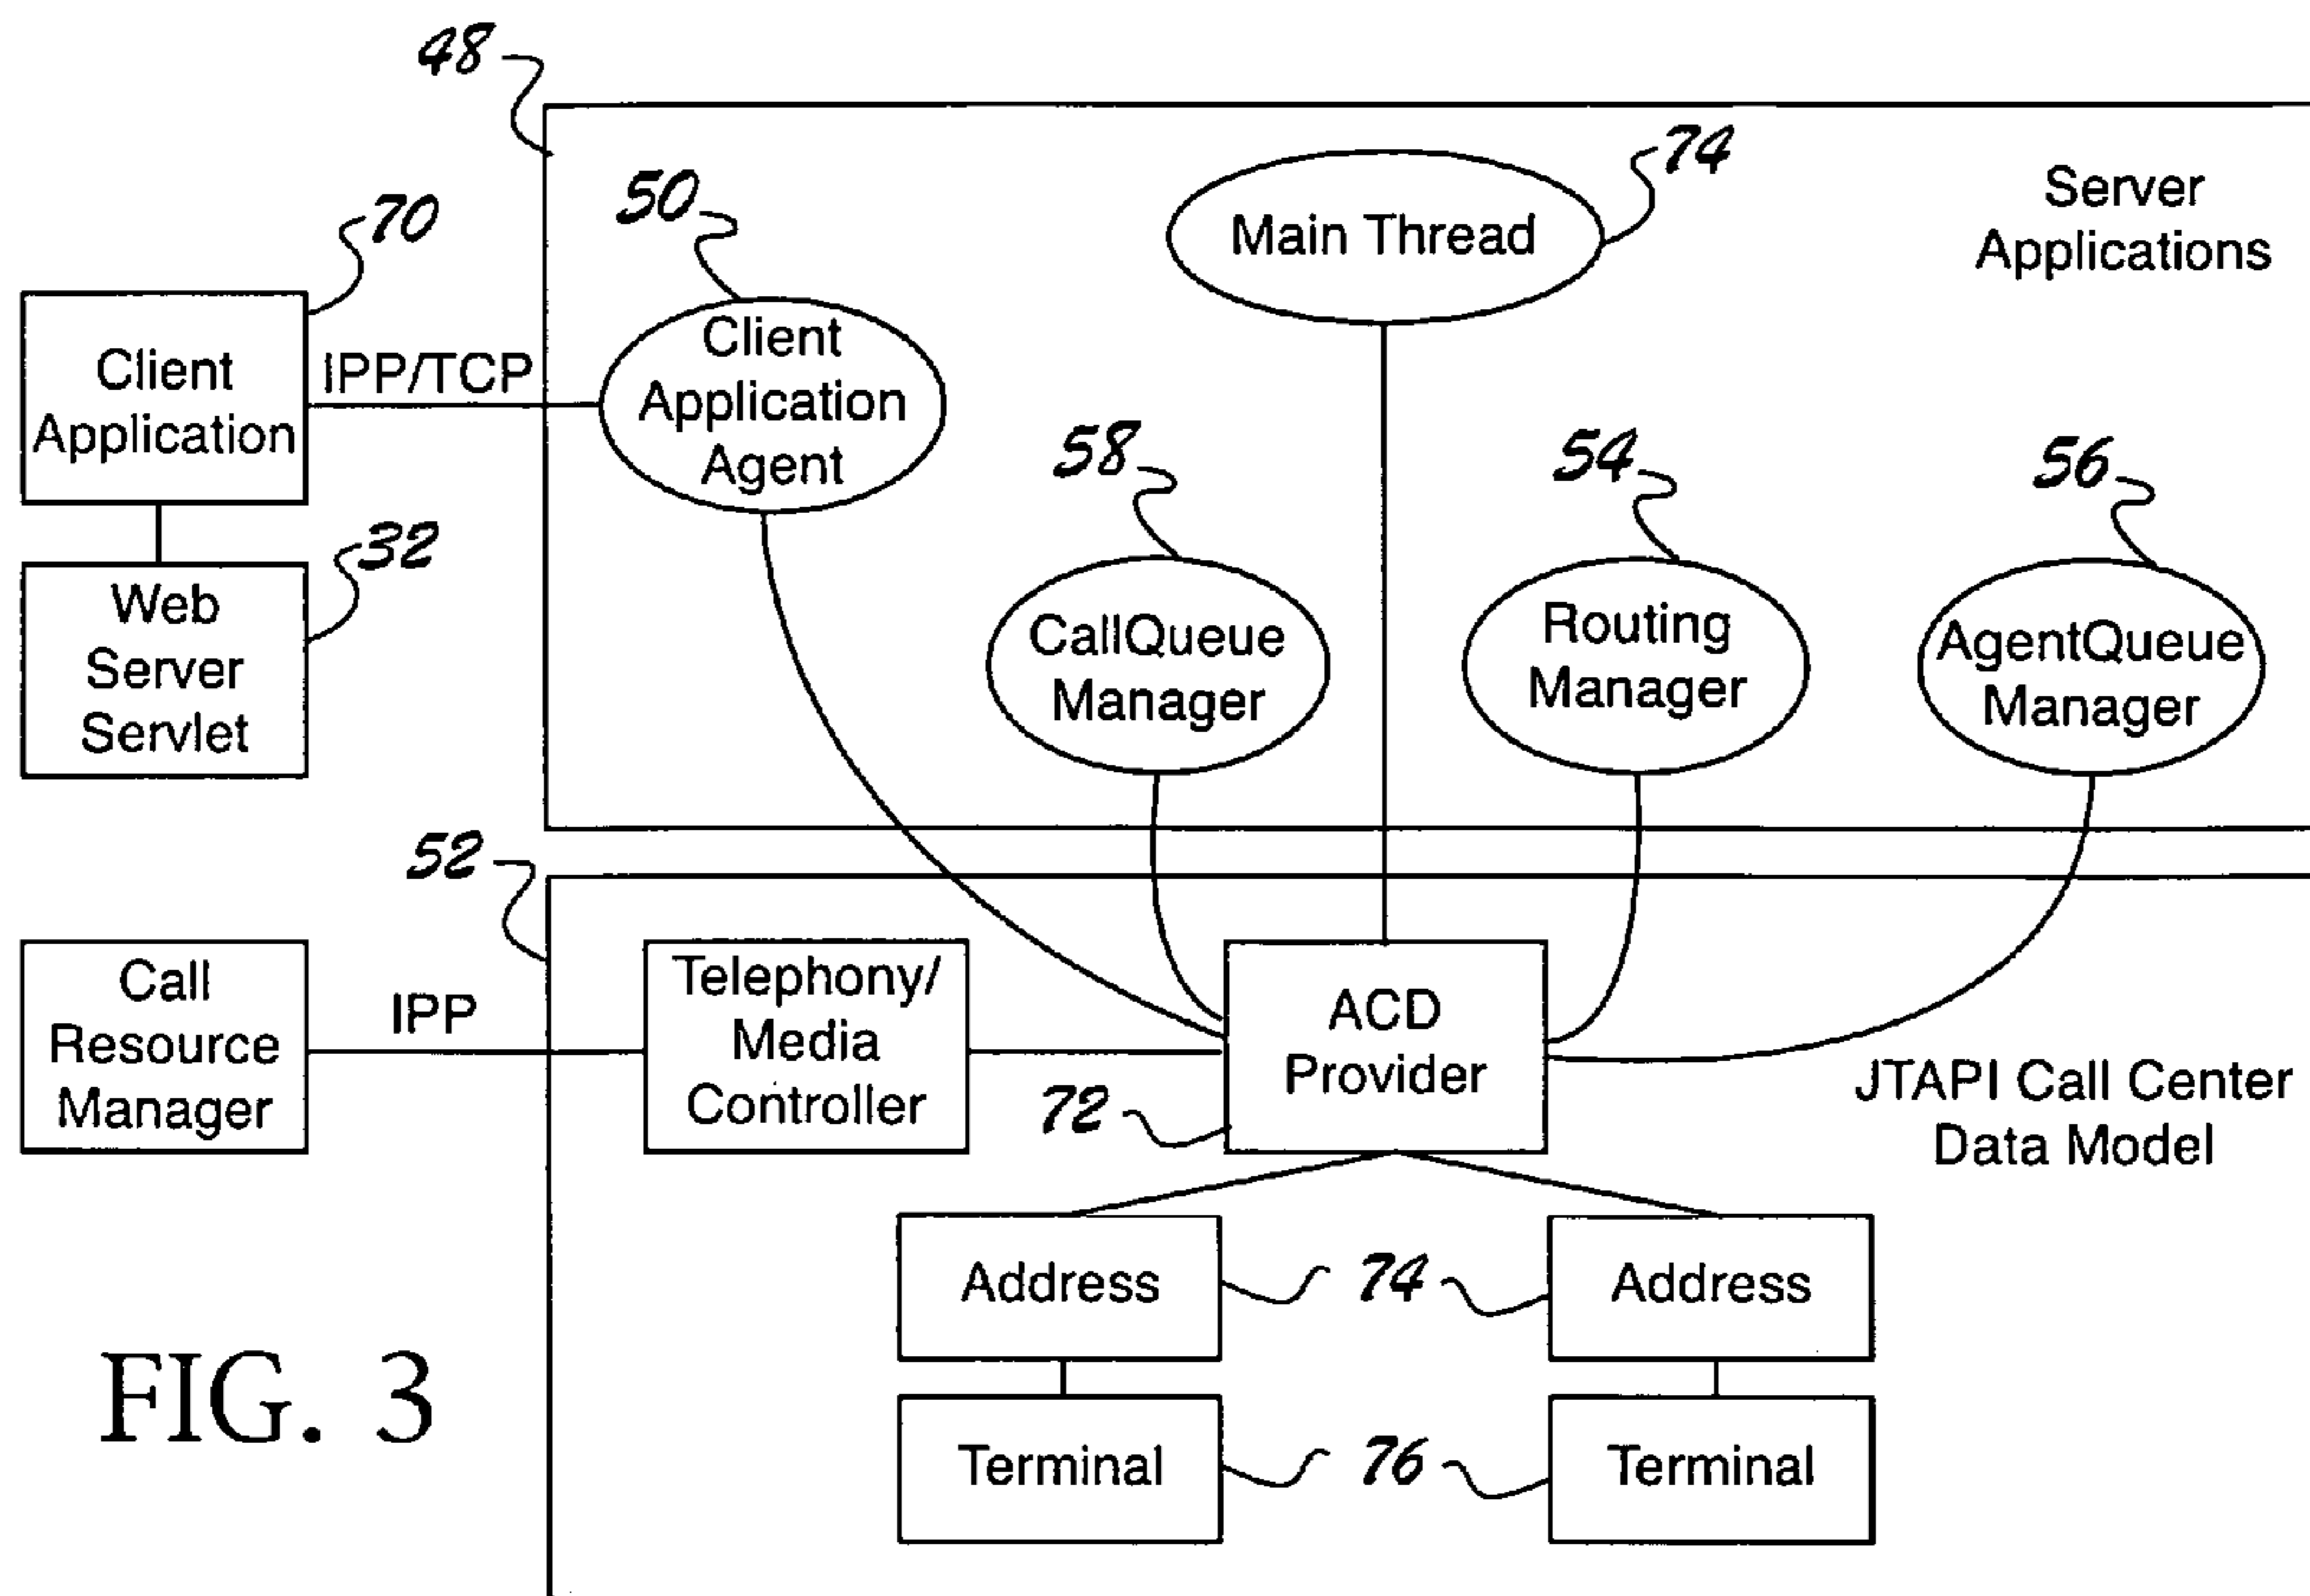 48
74
Server
Applications
Main Thread
50
70
Client
Application
Agent
Client
Application
IPP/TCP
58
54
56
32
Web
Server
Servlet
CallQueue
Manager
Routing
Manager
AgentQueue
Manager
52
Call
Resource
Manager
IPP
Telephony/
Media
Controller
72
ACD
Provider
JTAPI Call Center
Data Model
Address
74
Address
Terminal
76
Terminal
FIG. 3